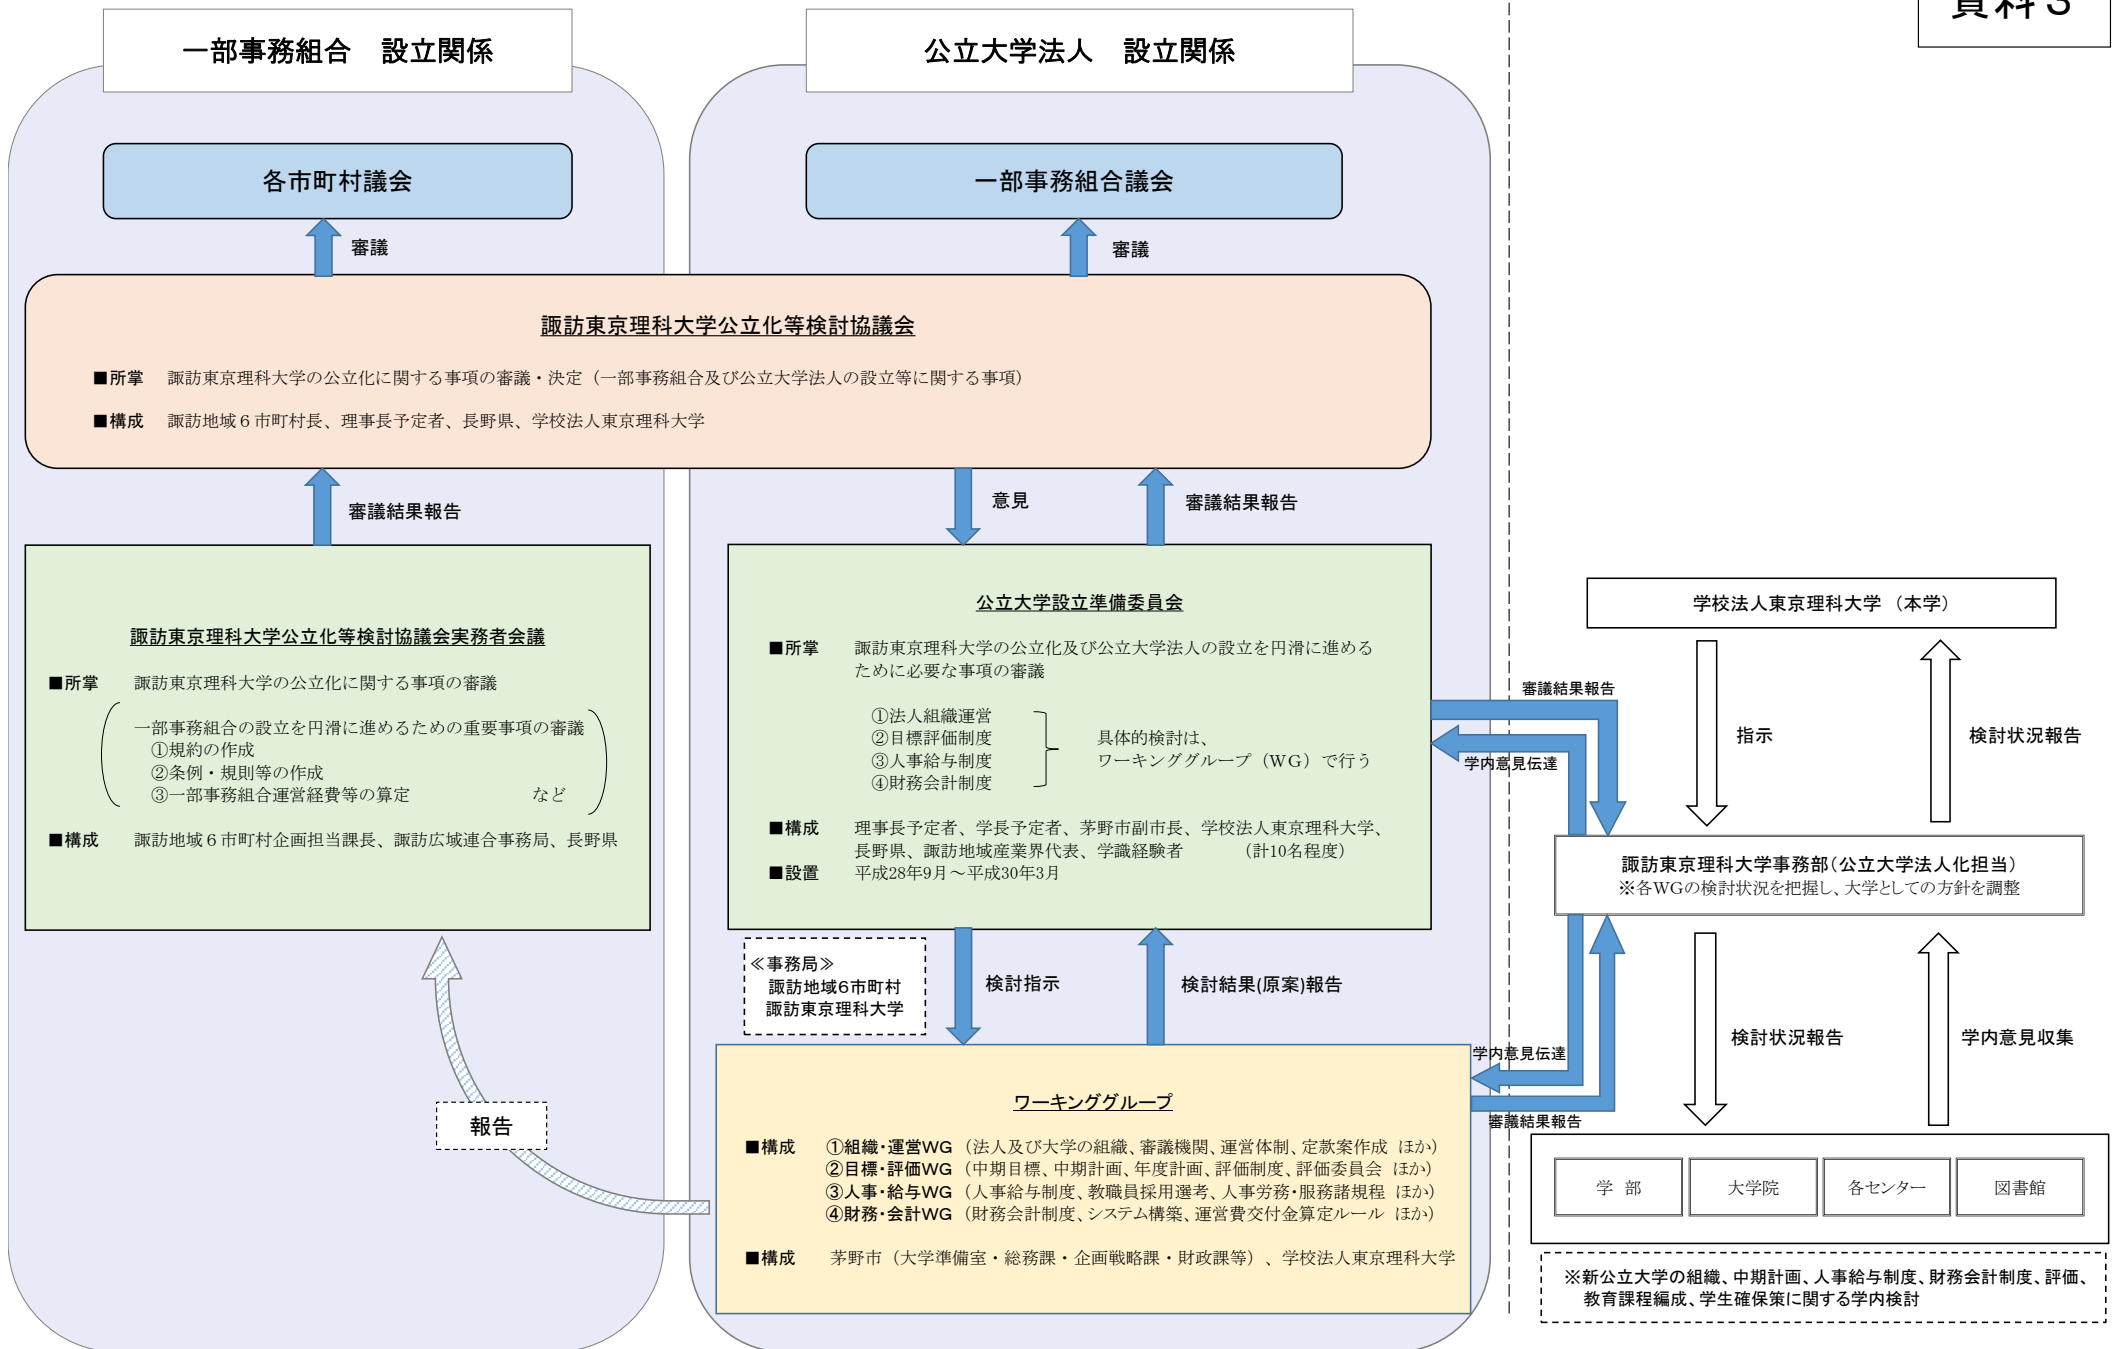 資料３
一部事務組合　設立関係
公立大学法人　設立関係
各市町村議会
一部事務組合議会
審議
審議
諏訪東京理科大学公立化等検討協議会
■所掌　諏訪東京理科大学の公立化に関する事項の審議・決定（一部事務組合及び公立大学法人の設立等に関する事項）
■構成　諏訪地域６市町村長、理事長予定者、長野県、学校法人東京理科大学
審議結果報告
意見
審議結果報告
諏訪東京理科大学公立化等検討協議会実務者会議
■所掌　諏訪東京理科大学の公立化に関する事項の審議
一部事務組合の設立を円滑に進めるための重要事項の審議
①規約の作成
②条例・規則等の作成
③一部事務組合運営経費等の算定　　など
■構成　諏訪地域６市町村企画担当課長、諏訪広域連合事務局、長野県
公立大学設立準備委員会
■所掌　諏訪東京理科大学の公立化及び公立大学法人の設立を円滑に進める
ために必要な事項の審議
①法人組織運営
②目標評価制度
③人事給与制度
④財務会計制度
具体的検討は、
ワーキンググループ（WG）で行う
■構成　理事長予定者、学長予定者、茅野市副市長、学校法人東京理科大学、
長野県、諏訪地域産業界代表、学識経験者　　（計10名程度）
■設置　平成28年9月～平成30年3月
≪事務局≫
諏訪地域6市町村
諏訪東京理科大学
検討指示
検討結果(原案)報告
報告
ワーキンググループ
■構成　①組織・運営WG（法人及び大学の組織、審議機関、運営体制、定款案作成 ほか）
②目標・評価WG（中期目標、中期計画、年度計画、評価制度、評価委員会 ほか）
③人事・給与WG（人事給与制度、教職員採用選考、人事労務・服務諸規程 ほか）
④財務・会計WG（財務会計制度、システム構築、運営費交付金算定ルール ほか）
■構成　茅野市（大学準備室・総務課・企画戦略課・財政課等）、学校法人東京理科大学
学校法人東京理科大学（本学）
審議結果報告
学内意見伝達
指示
検討状況報告
諏訪東京理科大学事務部（公立大学法人化担当）
※各WGの検討状況を把握し、大学としての方針を調整
学内意見伝達
審議結果報告
検討状況報告
学内意見収集
学　部
大学院
各センター
図書館
※新公立大学の組織、中期計画、人事給与制度、財務会計制度、評価、
教育課程編成、学生確保策に関する学内検討